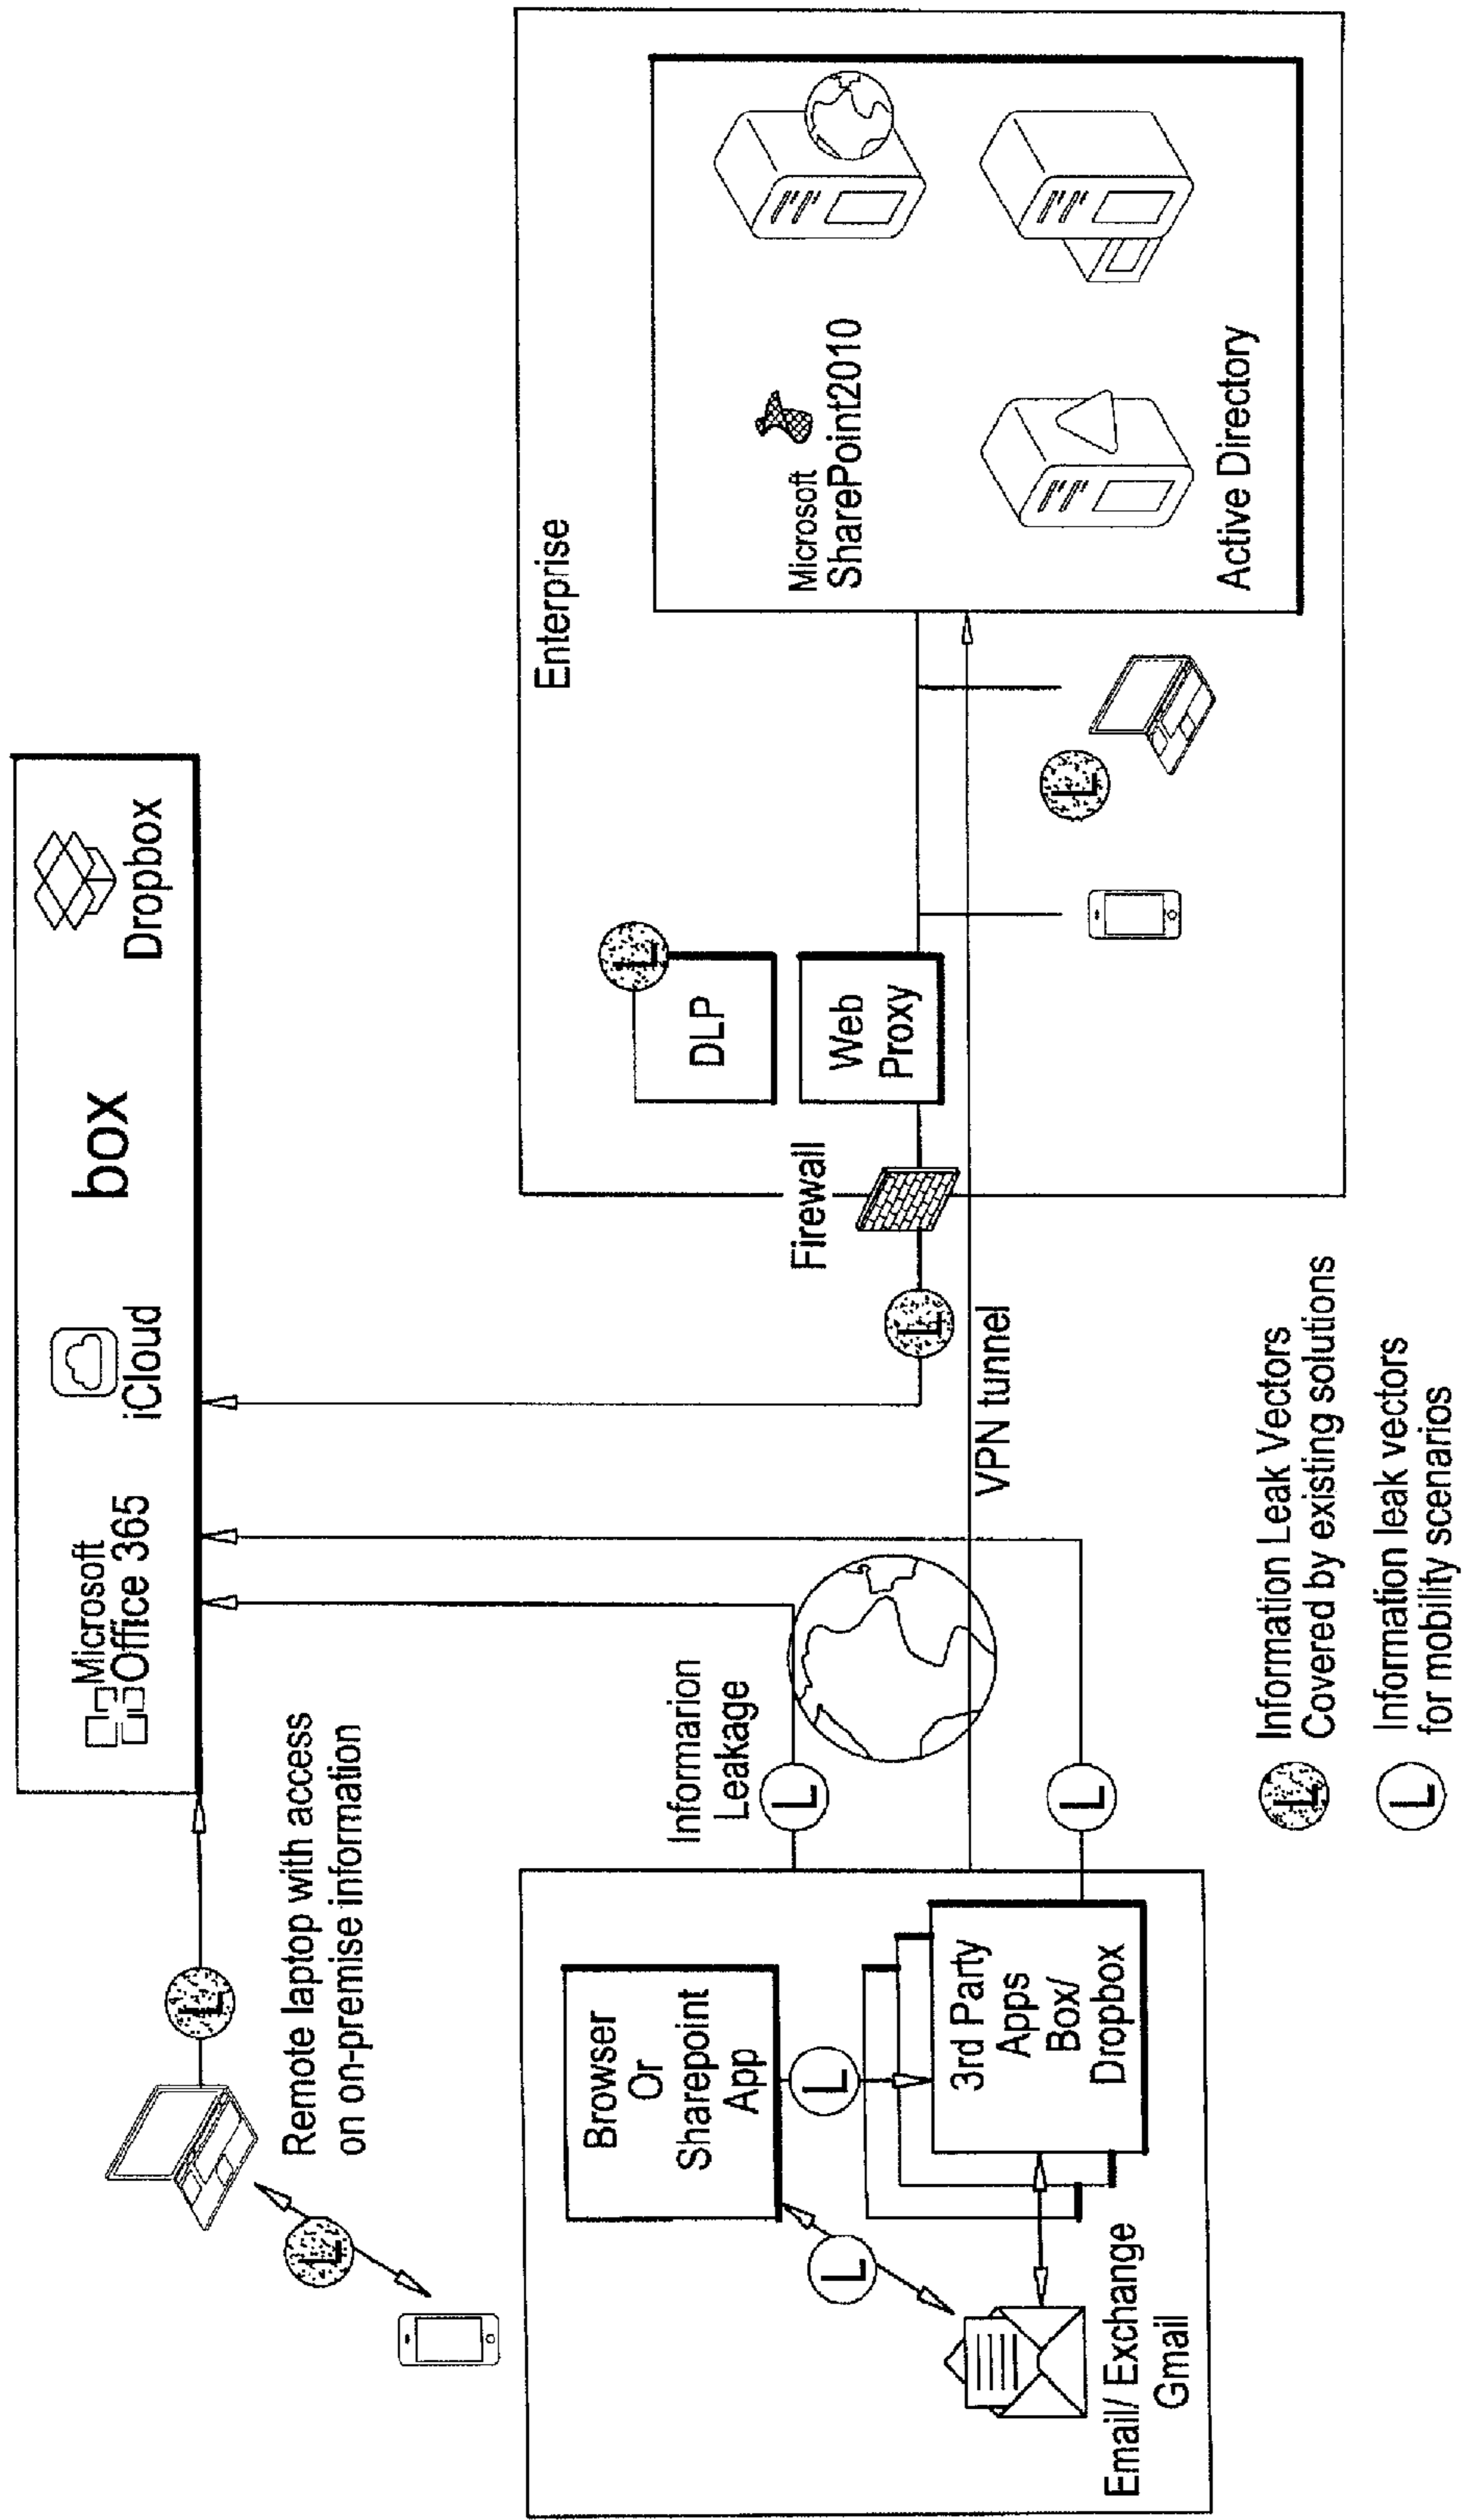 Microsoft
Office 365
iCloud
box
Dropbox
L
Remote laptop with access
on on-premise information
L
Informarion
Leakage
L
L
Browser
Or
Sharepoint
App
L
L
3rd Party
Apps
Box/
Dropbox
Email/ Exchange
Gmail
VPN tunnel
L
Firewall
Enterprise
L
DLP
Web
Proxy
L
Microsoft
SharePoint2010
Active Directory
L
Information Leak Vectors
Covered by existing solutions
L
Information leak vectors
for mobility scenarios